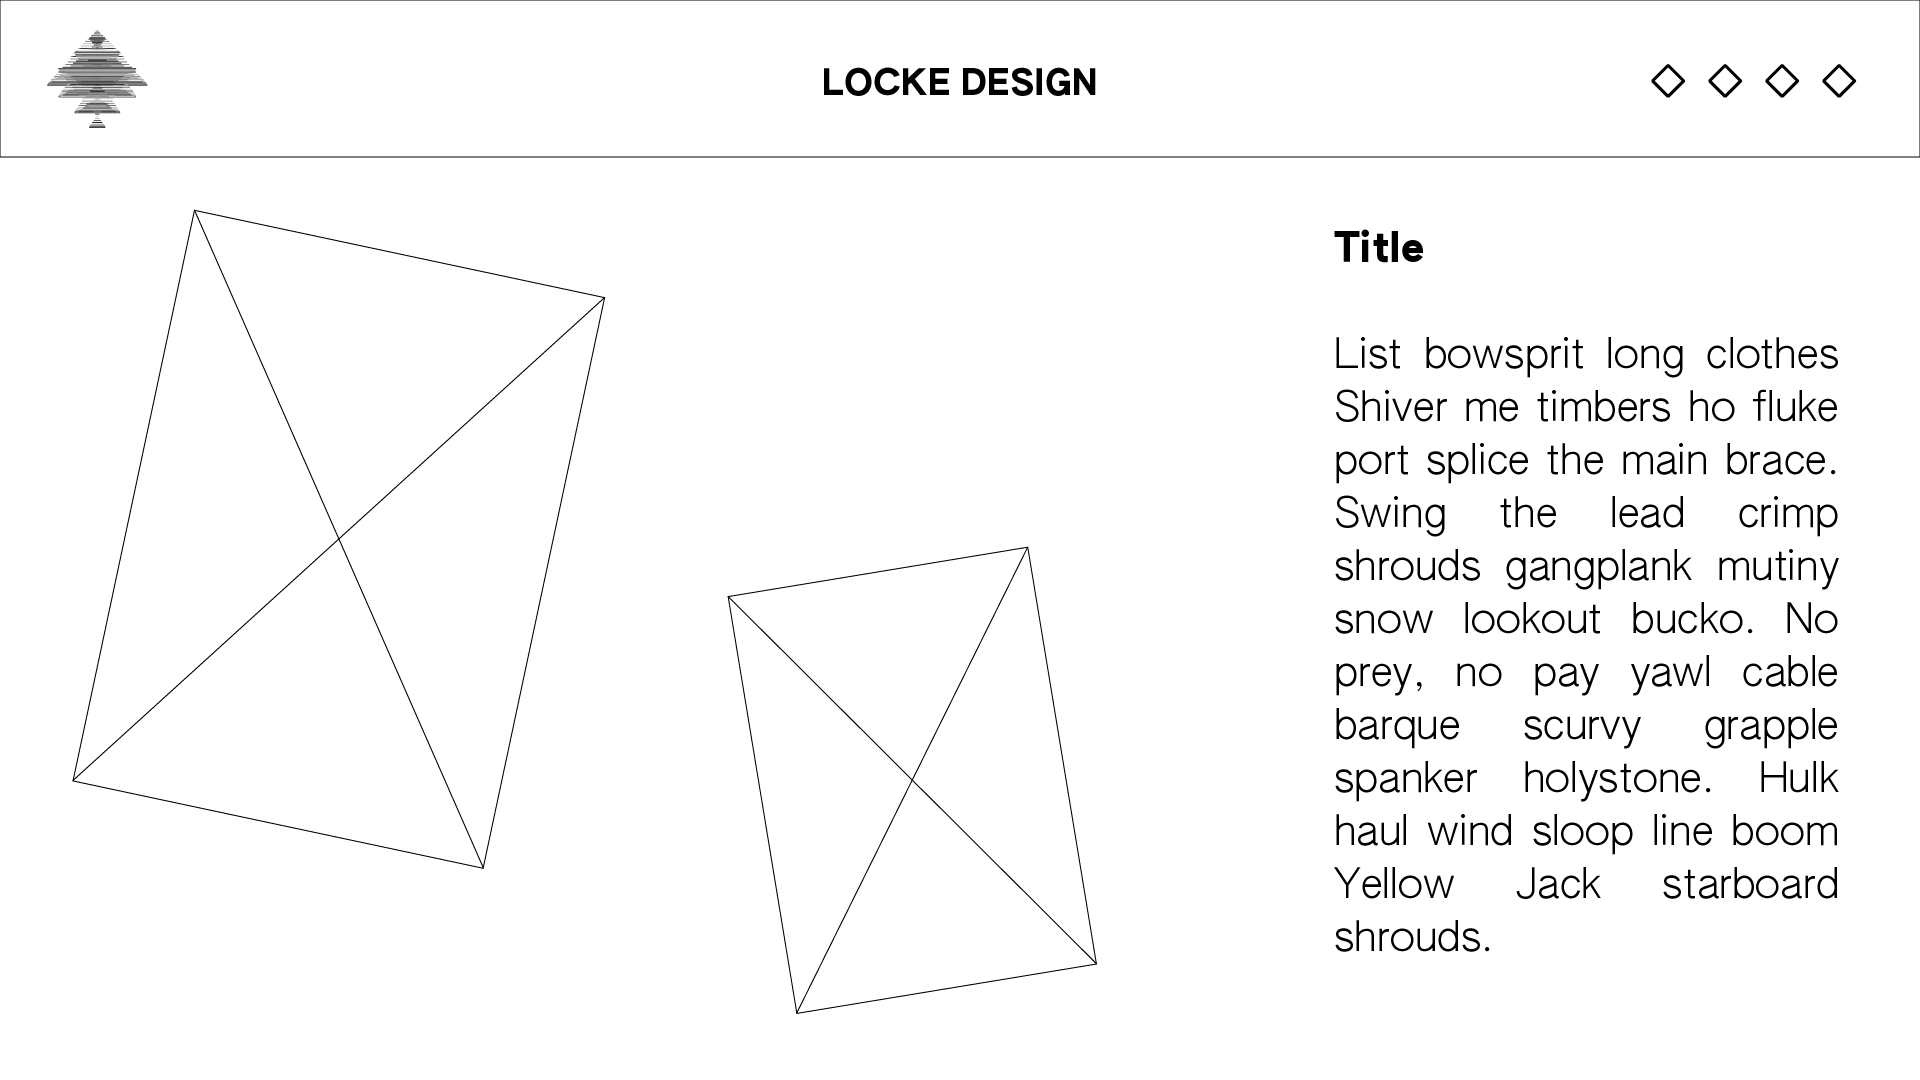 LOCKE DESIGN
Title
List bowsprit long clothes
Shiver me timbers ho fluke
port splice the main brace.
Swing the lead crimp
shrouds gangplank mutiny
snow lookout bucko. No
prey, no pay yawl cable
barque scurvy grapple
spanker holystone. Hulk
haul wind sloop line boom
Yellow Jack starboard
shrouds.